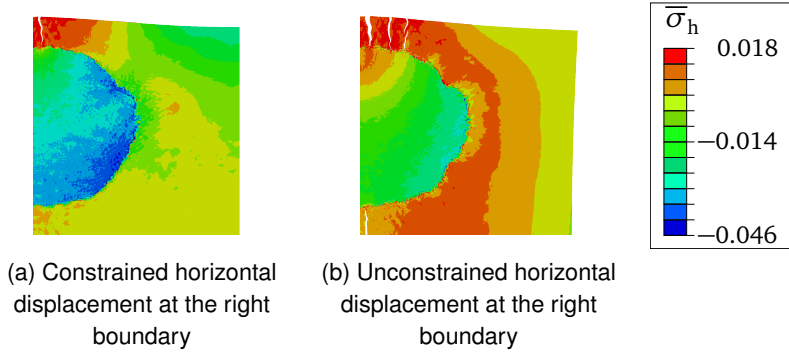 σ̅h
0.018
−0.014
−0.046
(a) Constrained horizontal
displacement at the right
boundary
(b) Unconstrained horizontal
displacement at the right
boundary